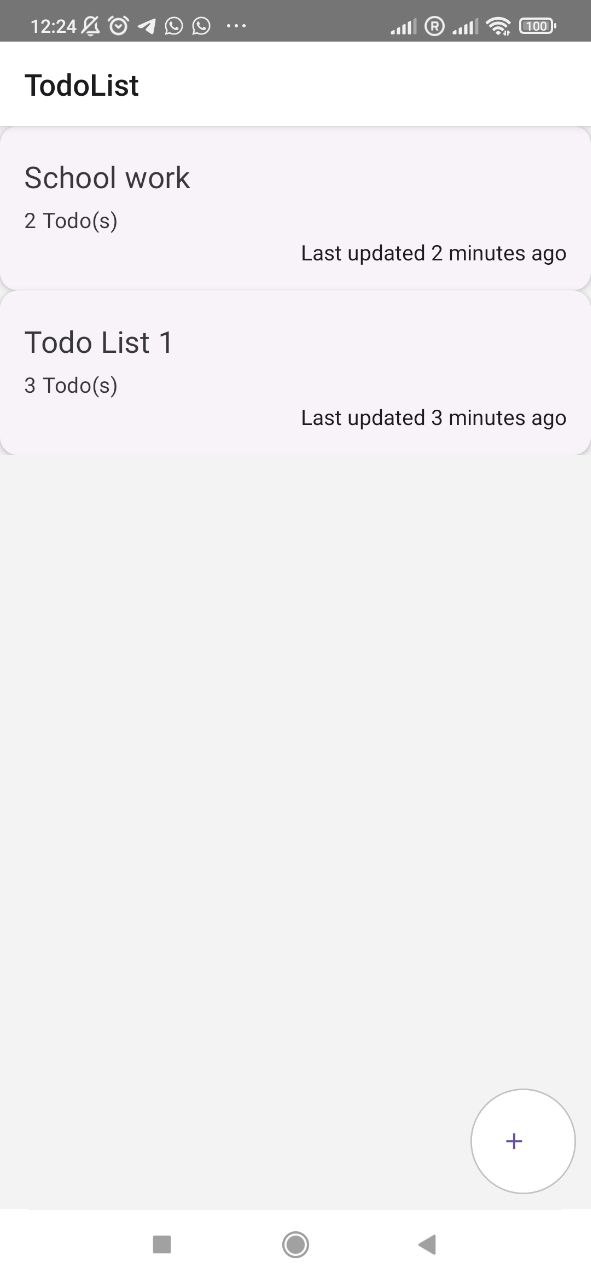 12:24
R
100
TodoList
School work
2 Todo(s)
Last updated 2 minutes ago
Todo List 1
3 Todo(s)
Last updated 3 minutes ago
+